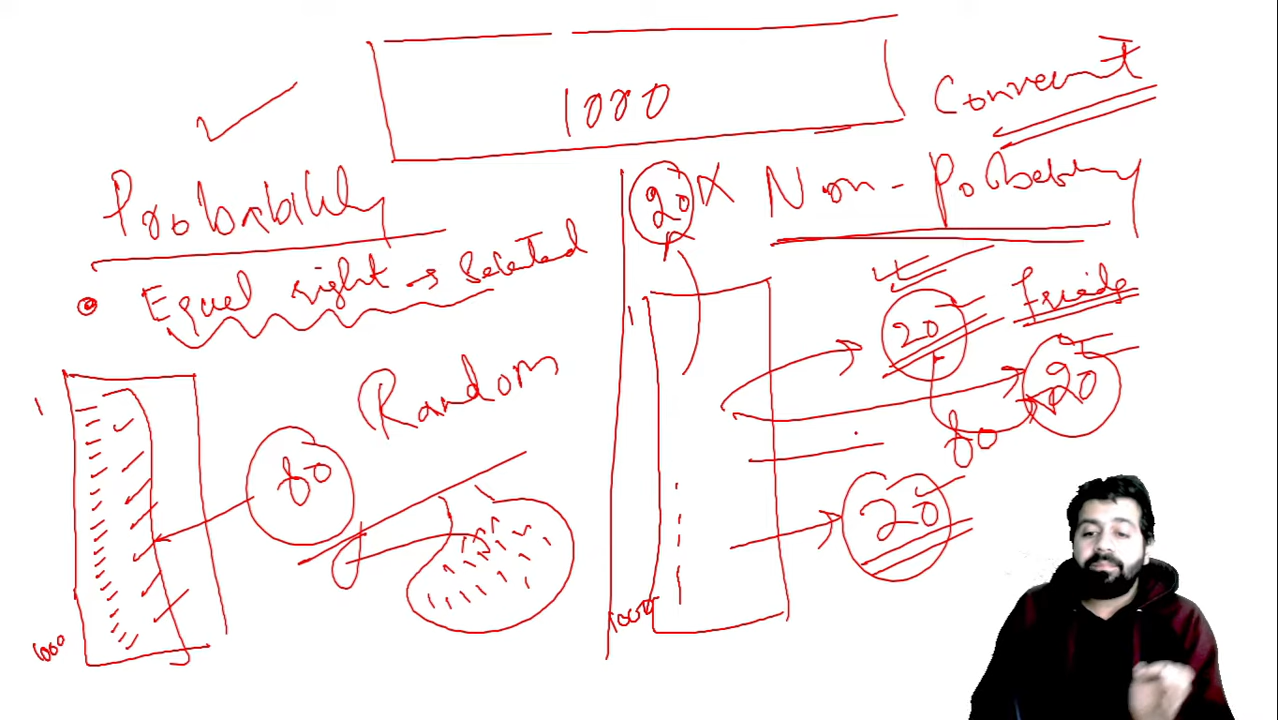 1000
Convent
Probability
20 X
Non-Probability
Equal right → Selected
20
Friends
Random
20
80
80
20
1
1
1000
1000